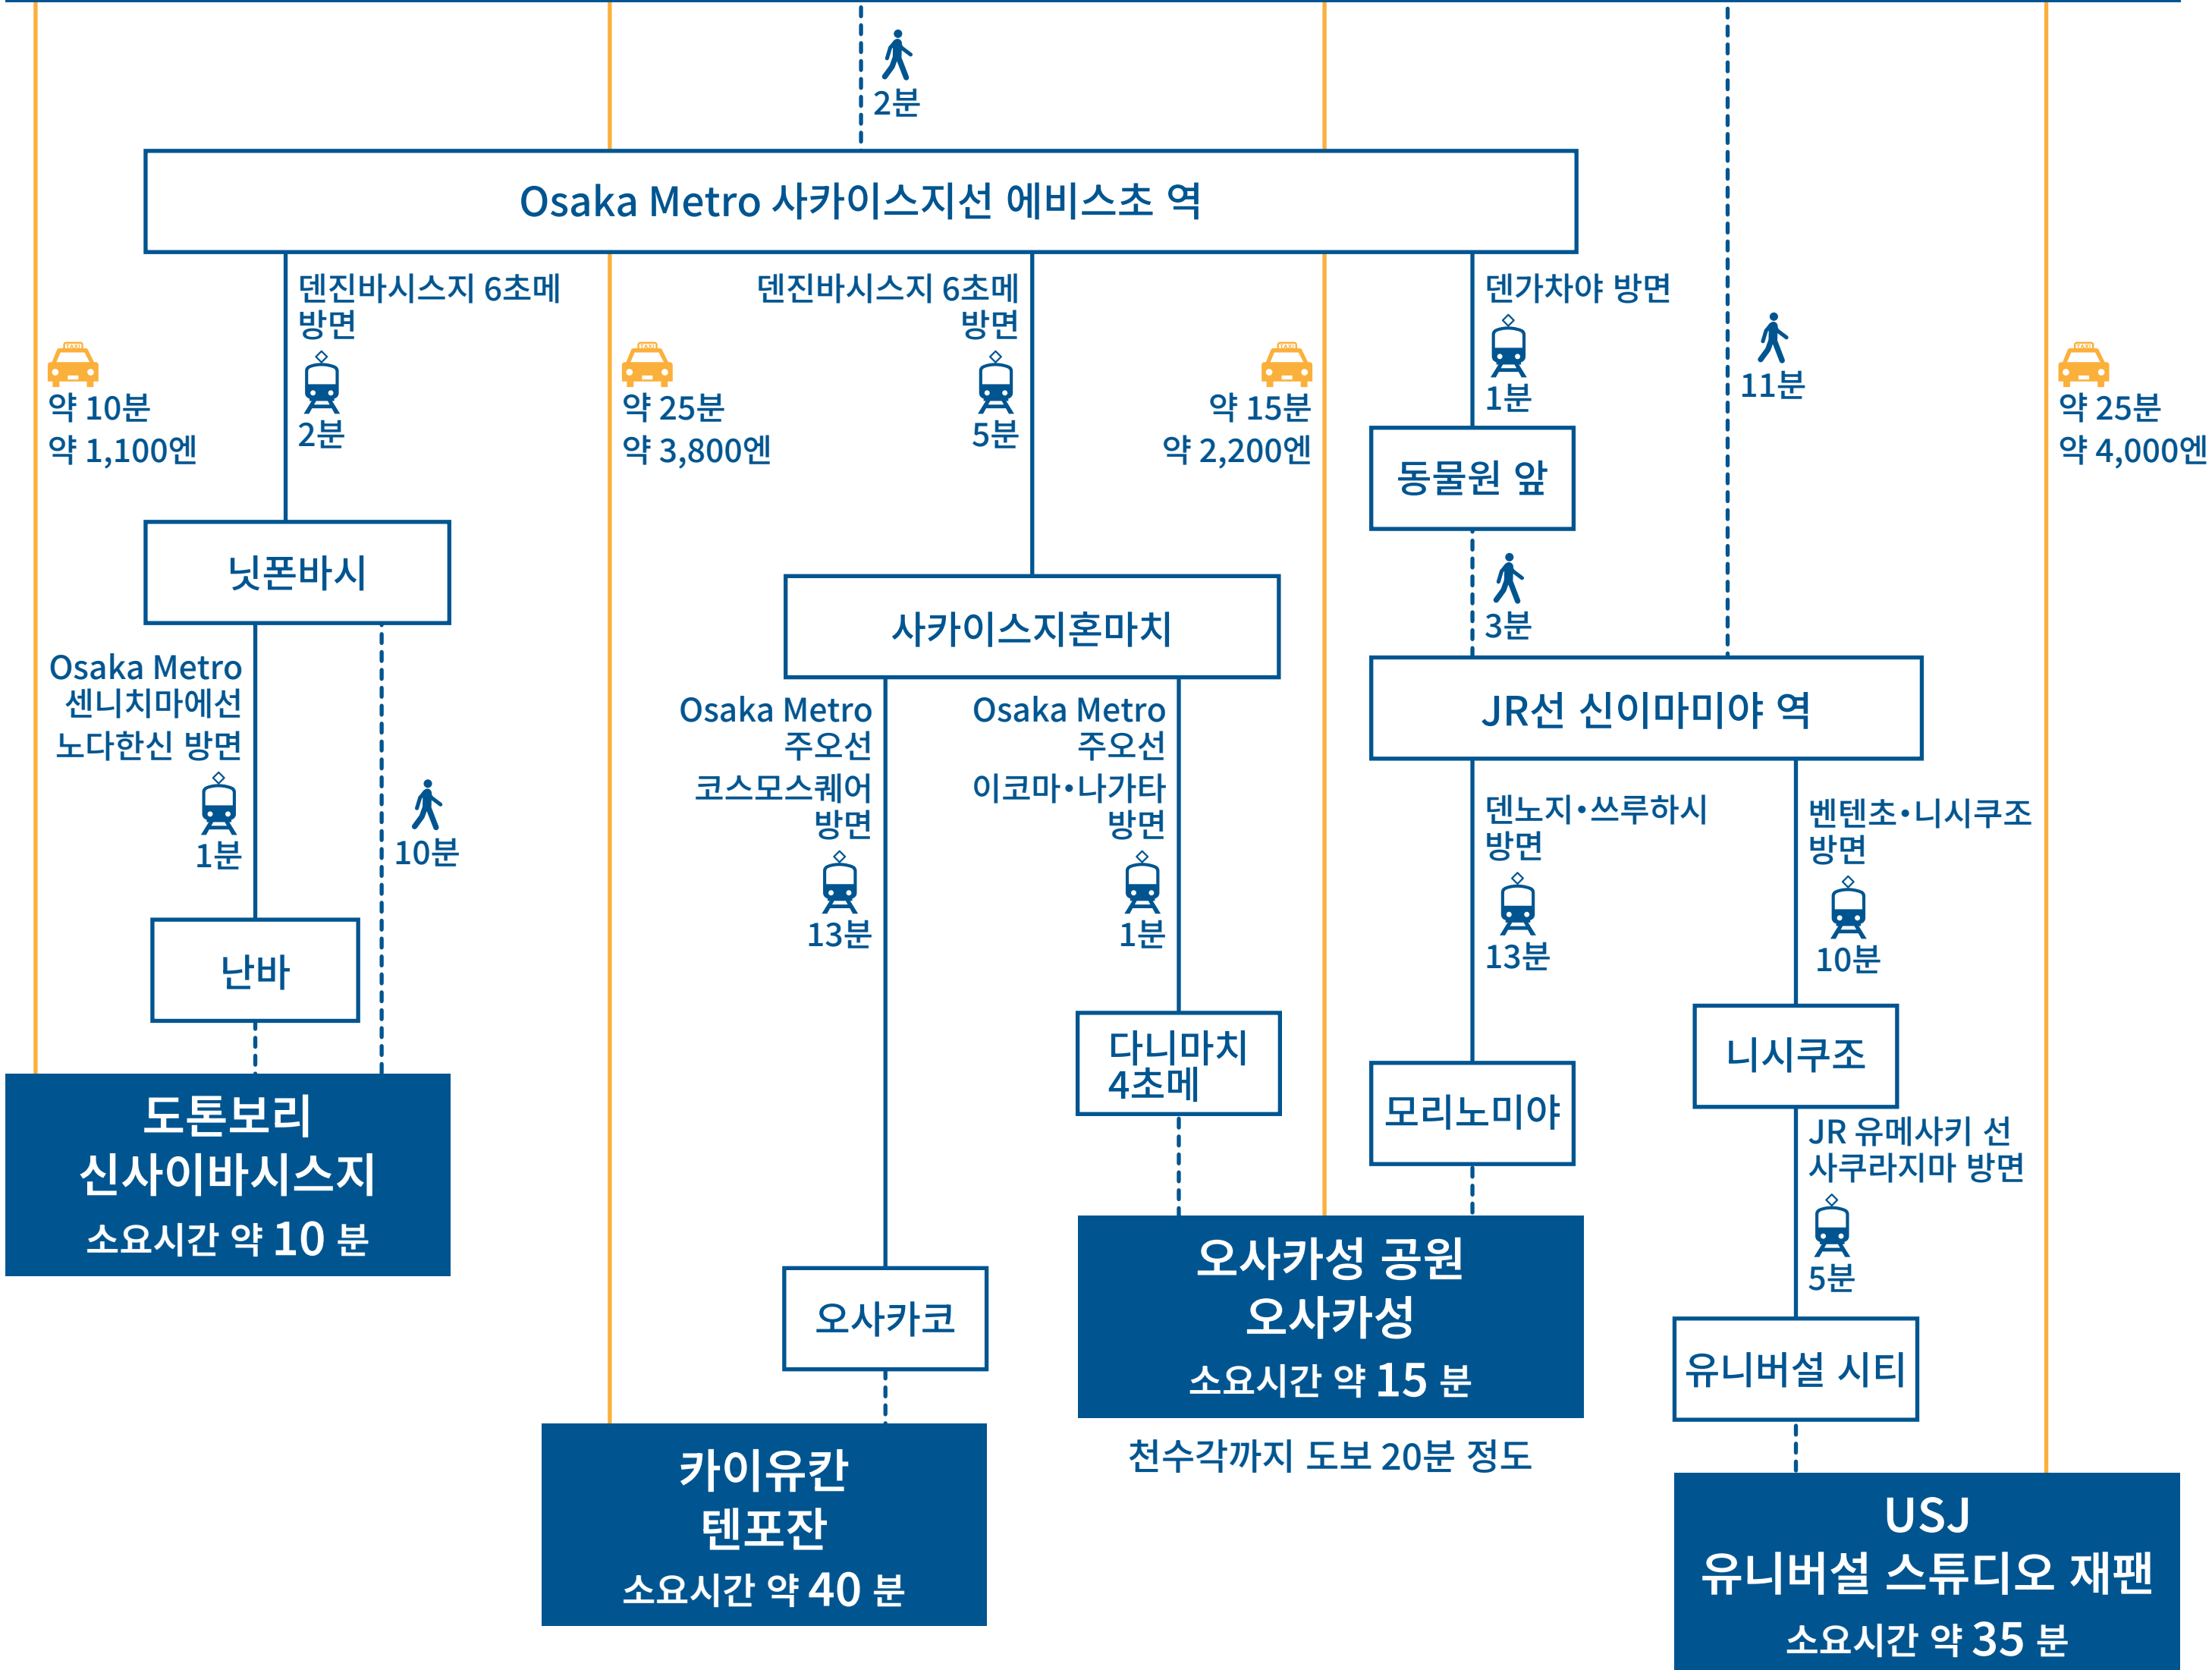 2분
Osaka Metro 사카이스지선 에비스초 역
덴진바시스지 6초메
방면
2분
덴진바시스지 6초메
방면
5분
덴가차야 방면
1분
11분
TAXI
약 10분
약 1,100엔
TAXI
약 25분
약 3,800엔
TAXI
약 15분
약 2,200엔
TAXI
약 25분
약 4,000엔
동물원 앞
3분
닛폰바시
사카이스지혼마치
JR선 신이마미야 역
Osaka Metro
센니치마에선
노다한신 방면
1분
10분
Osaka Metro
주오선
코스모스퀘어
방면
13분
Osaka Metro
주오선
이코마·나가타
방면
1분
덴노지·쓰루하시
방면
13분
벤텐초·니시쿠조
방면
10분
난바
다니마치
4초메
모리노미야
니시쿠조
JR 유메사키 선
사쿠라지마 방면
5분
도톤보리
신사이바시스지
소요시간 약 10 분
오사카코
오사카성 공원
오사카성
소요시간 약 15 분
천수각까지 도보 20분 정도
유니버설 시티
카이유칸
텐포잔
소요시간 약 40 분
USJ
유니버설 스튜디오 재팬
소요시간 약 35 분